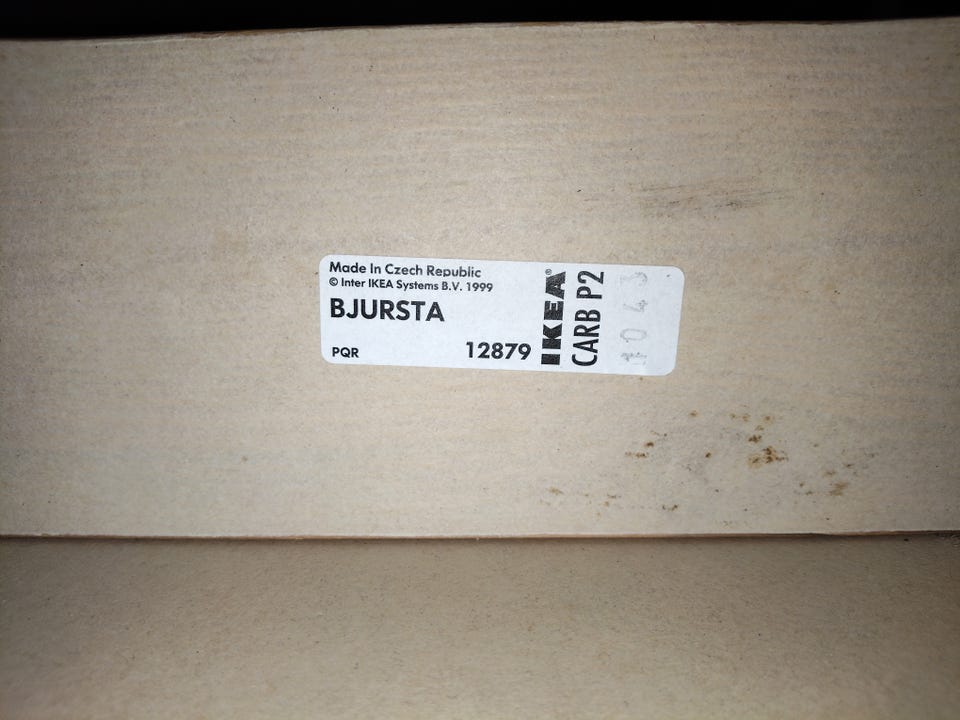 Made In Czech Republic
© Inter IKEA Systems B.V. 1999
BJURSTA
PQR 12879
IKEA®
CARB P2
1043